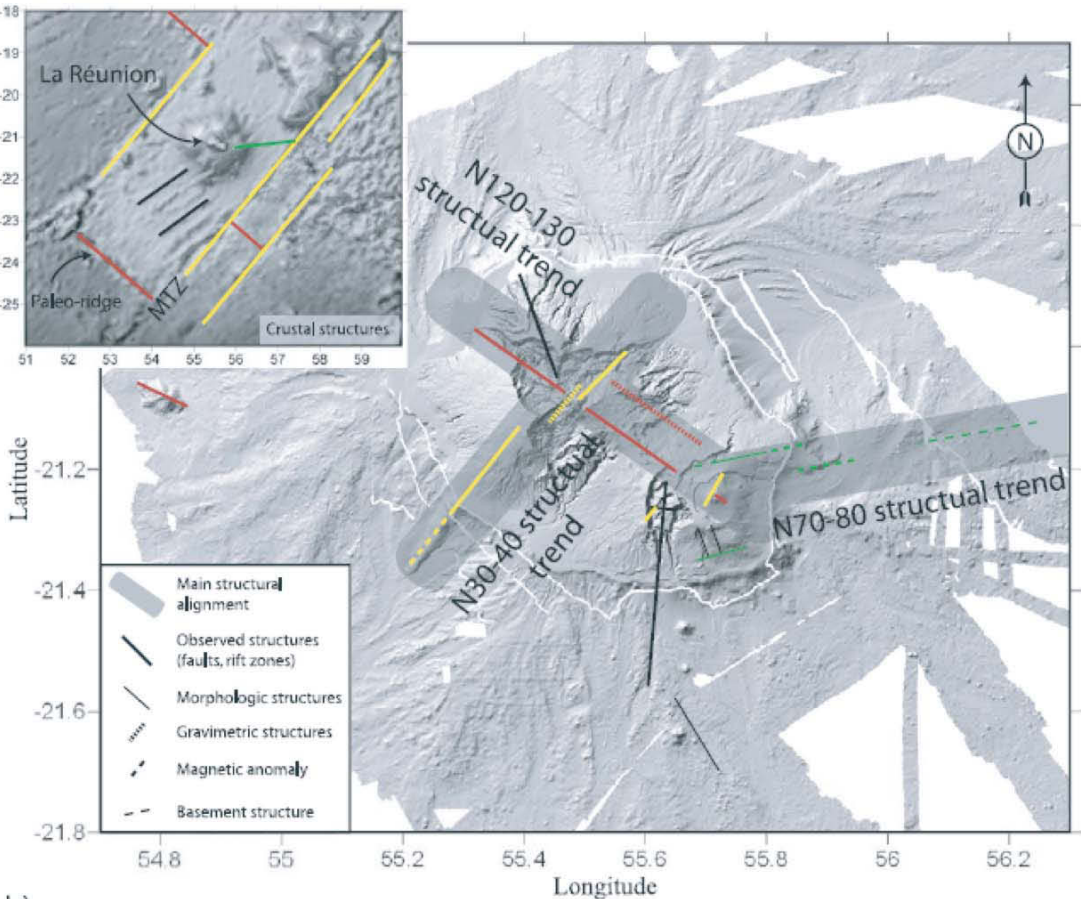 -18
-19
-20
-21
-22
-23
-24
-25
51 52 53 54 55 56 57 58 59
La Réunion
Paleo-ridge
MTZ
Crustal structures
N
N120-130
structual trend
N30-40 structual
trend
N70-80 structual trend
Latitude
-21.2
-21.4
-21.6
-21.8
Main structural
alignment
Observed structures
(faults, rift zones)
Morphologic structures
Gravimetric structures
Magnetic anomaly
Basement structure
54.8 55 55.2 55.4 55.6 55.8 56 56.2
Longitude